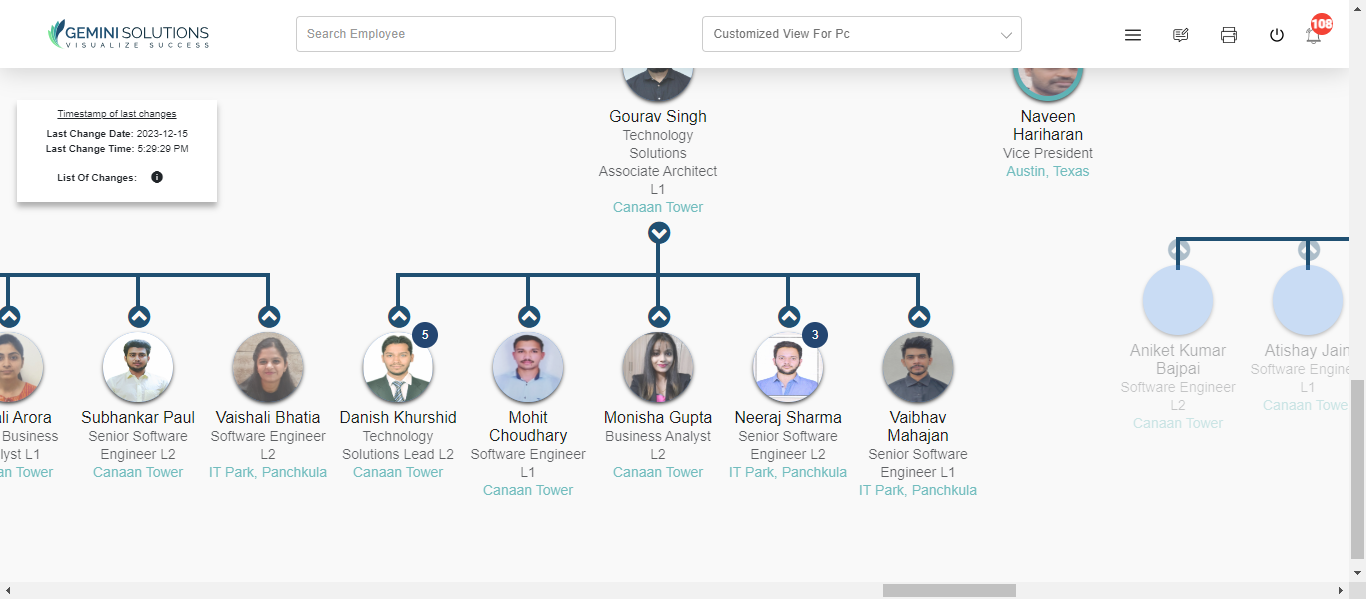 GEMINI SOLUTIONS
VISUALIZE SUCCESS
Search Employee
Customized View For Pc
108
Timestamp of last changes
Last Change Date: 2023-12-15
Last Change Time: 5:29:29 PM
List Of Changes:
Gourav Singh
Technology
Solutions
Associate Architect
L1
Canaan Tower
Naveen
Hariharan
Vice President
Austin, Texas
Arora
Business
L1
Tower
Subhankar Paul
Senior Software
Engineer L2
Canaan Tower
Vaishali Bhatia
Software Engineer
L2
IT Park, Panchkula
5
Danish Khurshid
Technology
Solutions Lead L2
Canaan Tower
Mohit
Choudhary
Software Engineer
L1
Canaan Tower
Monisha Gupta
Business Analyst
L2
Canaan Tower
3
Neeraj Sharma
Senior Software
Engineer L2
IT Park, Panchkula
Vaibhav
Mahajan
Senior Software
Engineer L1
IT Park, Panchkula
Aniket Kumar
Bajpai
Software Engineer
L2
Canaan Tower
Atishay Jain
Software
L1
Canaan